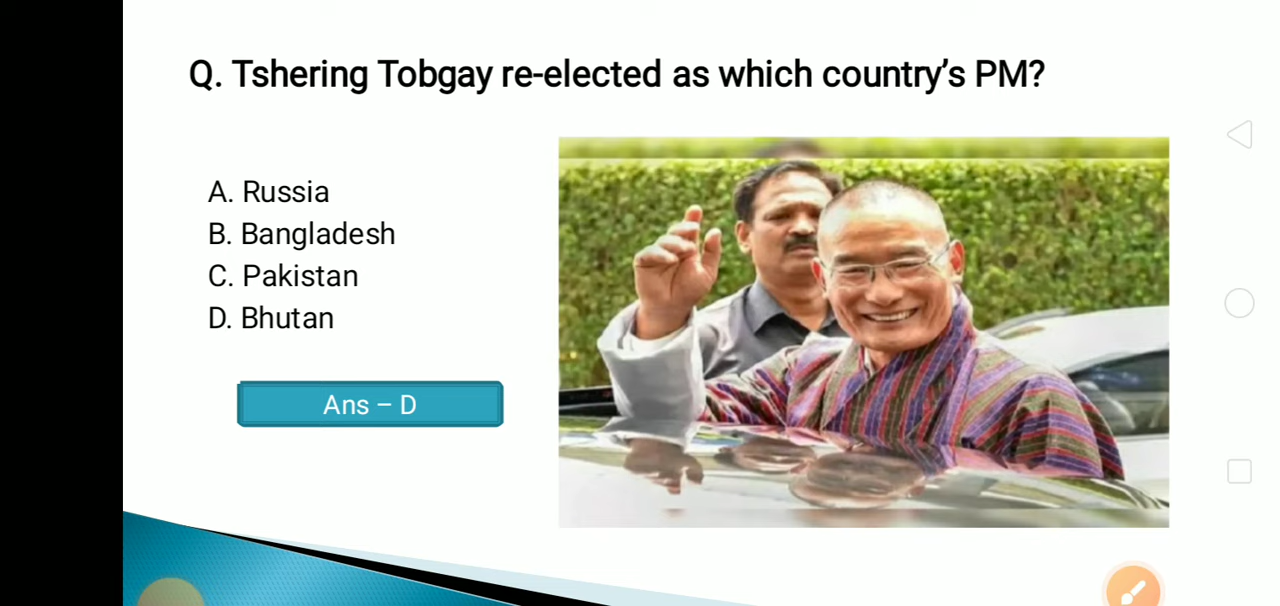 Q. Tshering Tobgay re-elected as which country’s PM?
A. Russia
B. Bangladesh
C. Pakistan
D. Bhutan
Ans – D